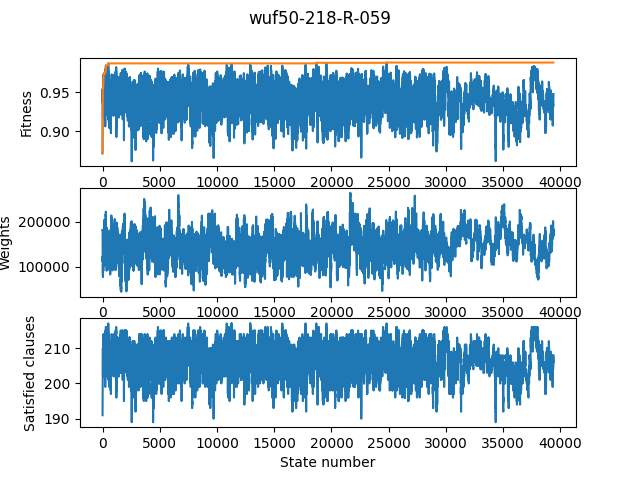 wuf50-218-R-059
Fitness
0.95
0.90
0 5000 10000 15000 20000 25000 30000 35000 40000
Weights
200000
100000
0 5000 10000 15000 20000 25000 30000 35000 40000
Satisfied clauses
210
200
190
0 5000 10000 15000 20000 25000 30000 35000 40000
State number